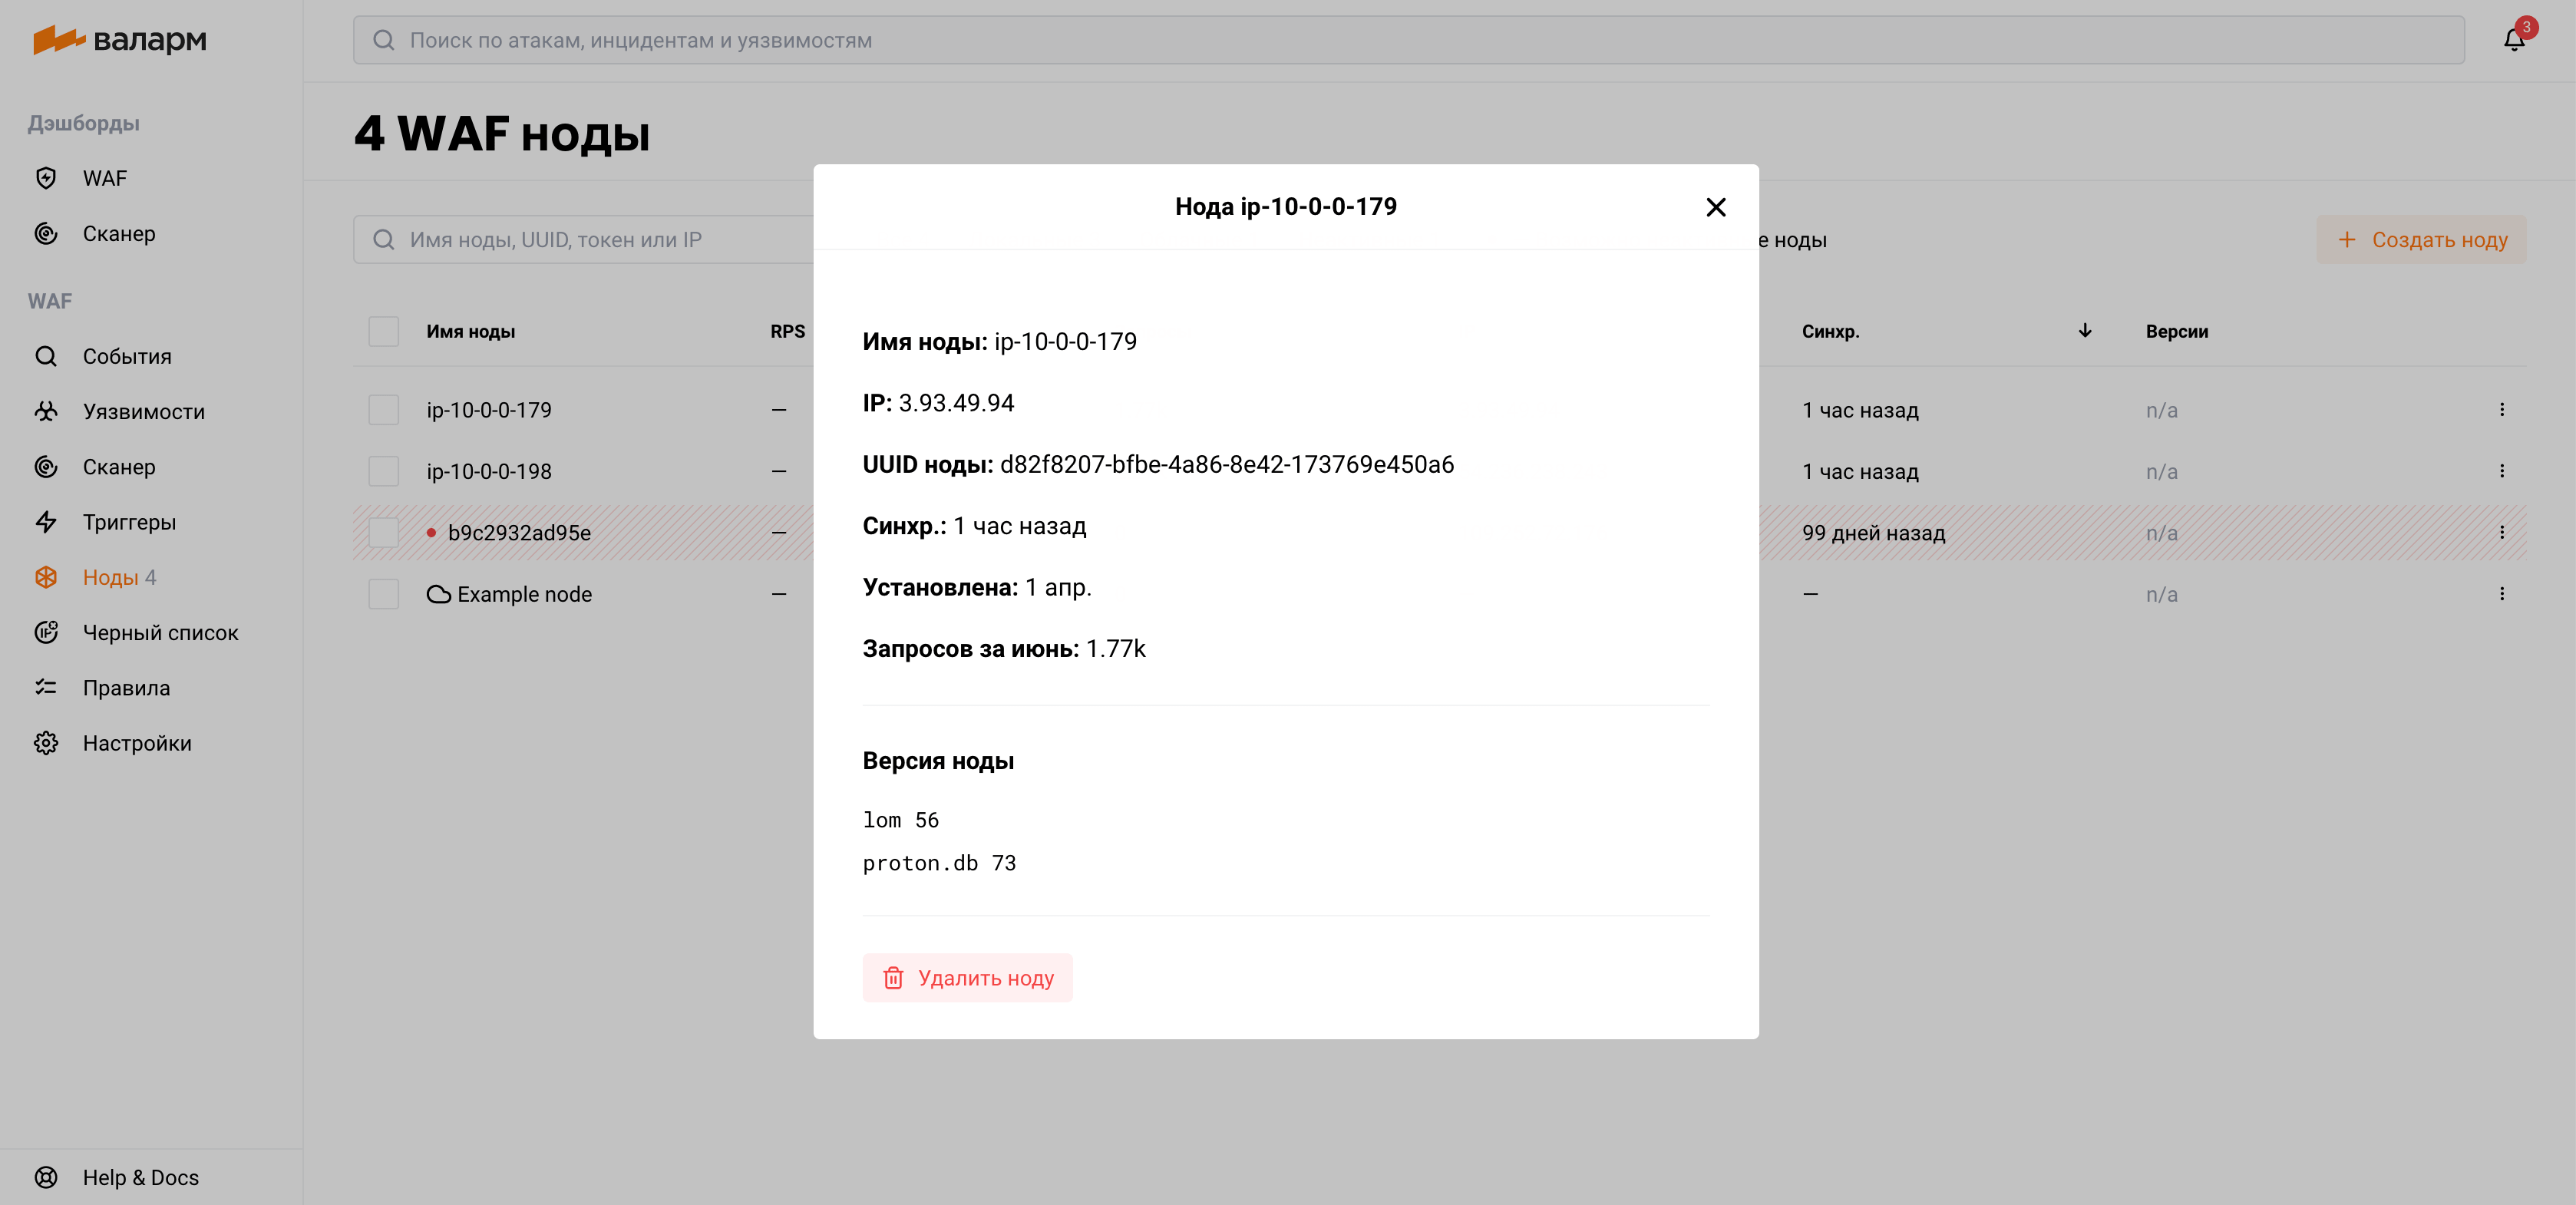 валарм
Поиск по атакам, инцидентам и уязвимостям
3
Дэшборды
WAF
Сканер
WAF
События
Уязвимости
Сканер
Триггеры
Ноды 4
Черный список
Правила
Настройки
Help & Docs
4 WAF ноды
Имя ноды, UUID, токен или IP
е ноды
Создать ноду
Имя ноды RPS Синхр. Версии
ip-10-0-0-179 — 1 час назад n/a
ip-10-0-0-198 — 1 час назад n/a
b9c2932ad95e — 99 дней назад n/a
Example node — — n/a
Нода ip-10-0-0-179
Имя ноды: ip-10-0-0-179
IP: 3.93.49.94
UUID ноды: d82f8207-bfbe-4a86-8e42-173769e450a6
Синхр.: 1 час назад
Установлена: 1 апр.
Запросов за июнь: 1.77k
Версия ноды
lom 56
proton.db 73
Удалить ноду